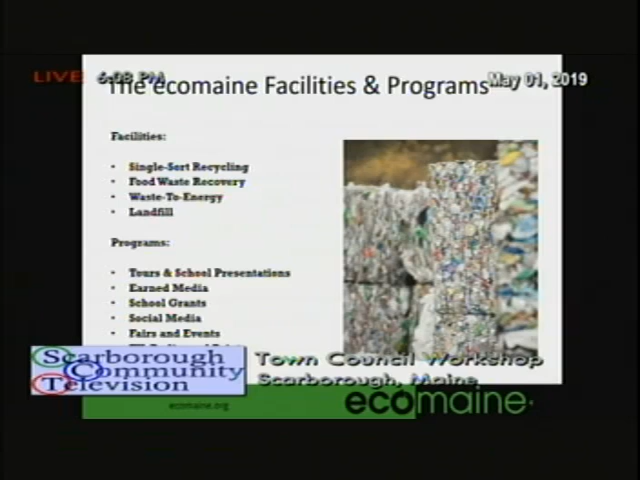 LIVE 6:08 PM May 01, 2019
The ecomaine Facilities & Programs
Facilities:
• Single-Sort Recycling
• Food Waste Recovery
• Waste-To-Energy
• Landfill
Programs:
• Tours & School Presentations
• Earned Media
• School Grants
• Social Media
• Fairs and Events
Scarborough
Community
Television
Town Council Workshop
Scarborough, Maine
ecomaine.org
ecomaine